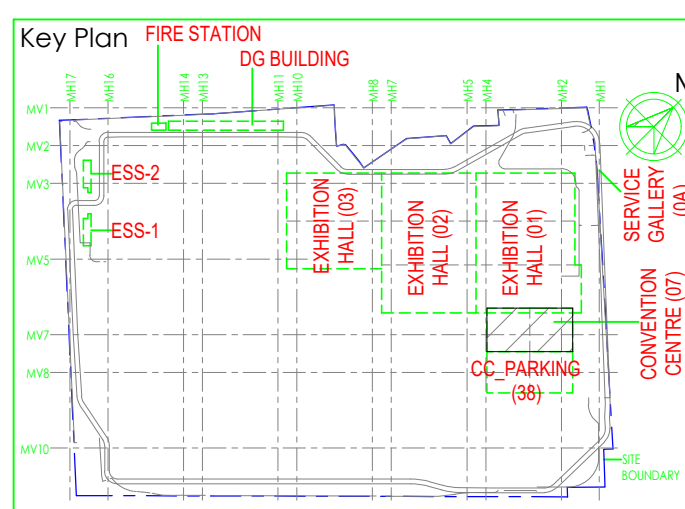 Key Plan
FIRE STATION
DG BUILDING
MH17
MH16
MH14
MH13
MH11
MH10
MH8
MH7
MH5
MH4
MH2
MH1
MV1
MV2
MV3
MV5
MV7
MV8
MV10
ESS-2
ESS-1
EXHIBITION
HALL (03)
EXHIBITION
HALL (02)
EXHIBITION
HALL (01)
SERVICE
GALLERY
CONVENTION
CENTRE (07)
CC_PARKING
(38)
SITE
BOUNDARY